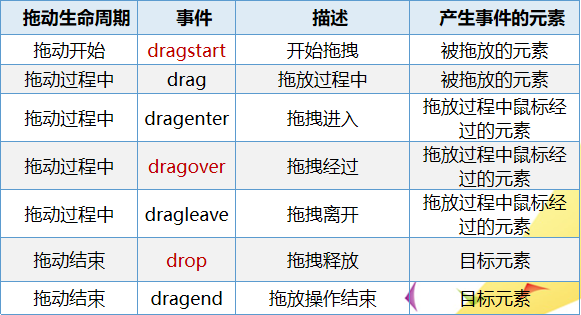 拖动生命周期 事件 描述 产生事件的元素
拖动开始 dragstart 开始拖拽 被拖放的元素
拖动过程中 drag 拖放过程中 被拖放的元素
拖动过程中 dragenter 拖拽进入 拖放过程中鼠标经
过的元素
拖动过程中 dragover 拖拽经过 拖放过程中鼠标经
过的元素
拖动过程中 dragleave 拖拽离开 拖放过程中鼠标经
过的元素
拖动结束 drop 拖拽释放 目标元素
拖动结束 dragend 拖放操作结束 目标元素